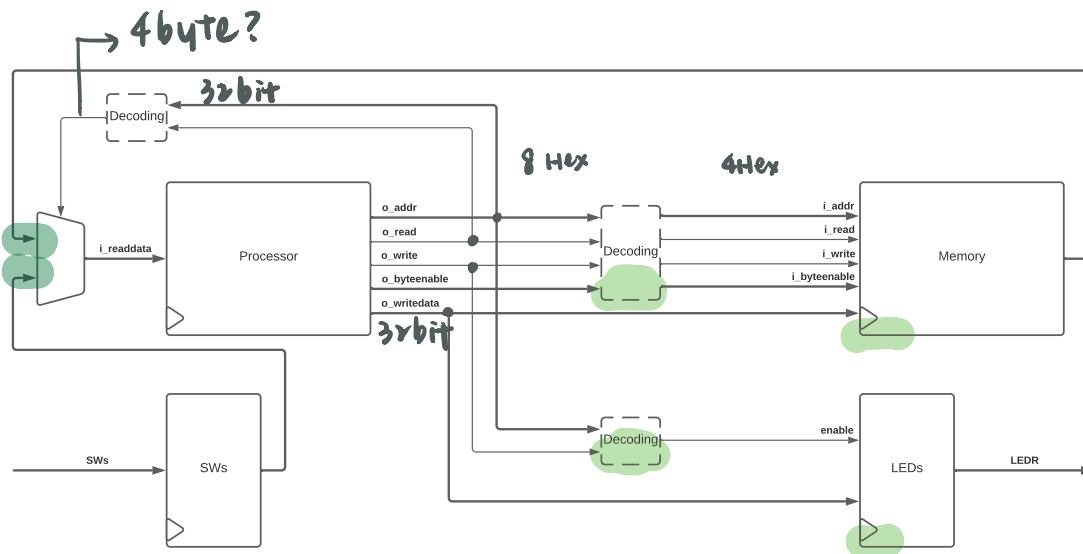 4byte?
32bit
Decoding
8 Hex
4Hex
o_addr
i_addr
o_read
i_read
i_readdata
Processor
o_write
Decoding
i_write
Memory
o_byteenable
i_byteenable
o_writedata
32bit
SWs
SWs
Decoding
enable
LEDs
LEDR